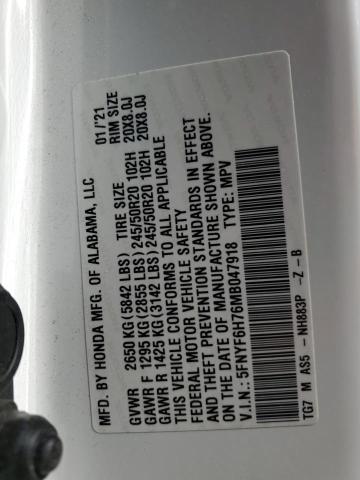 MFD. BY HONDA MFG. OF ALABAMA, LLC 01/'21
TIRE SIZE RIM SIZE
GVWR 2650 KG (5842 LBS)
GAWR F 1295 KG (2855 LBS) 245/50R20 102H 20X8.0J
GAWR R 1425 KG (3142 LBS) 245/50R20 102H 20X8.0J
THIS VEHICLE CONFORMS TO ALL APPLICABLE
FEDERAL MOTOR VEHICLE SAFETY
AND THEFT PREVENTION STANDARDS IN EFFECT
ON THE DATE OF MANUFACTURE SHOWN ABOVE.
V.I.N.: 5FNYF6H76MB047918 TYPE: MPV
TG7 M AS5 - NH883P -Z - B